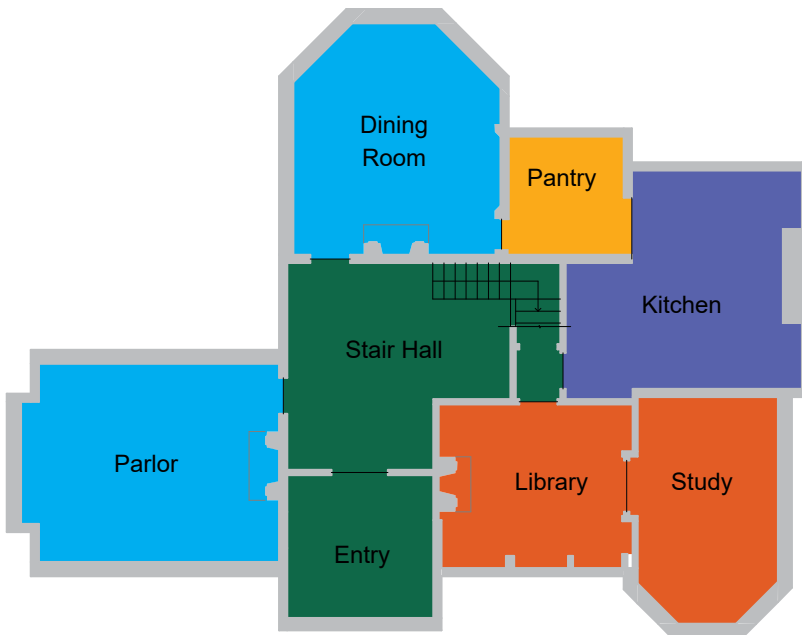 Dining
Room
Pantry
Kitchen
Stair Hall
Parlor
Library
Study
Entry